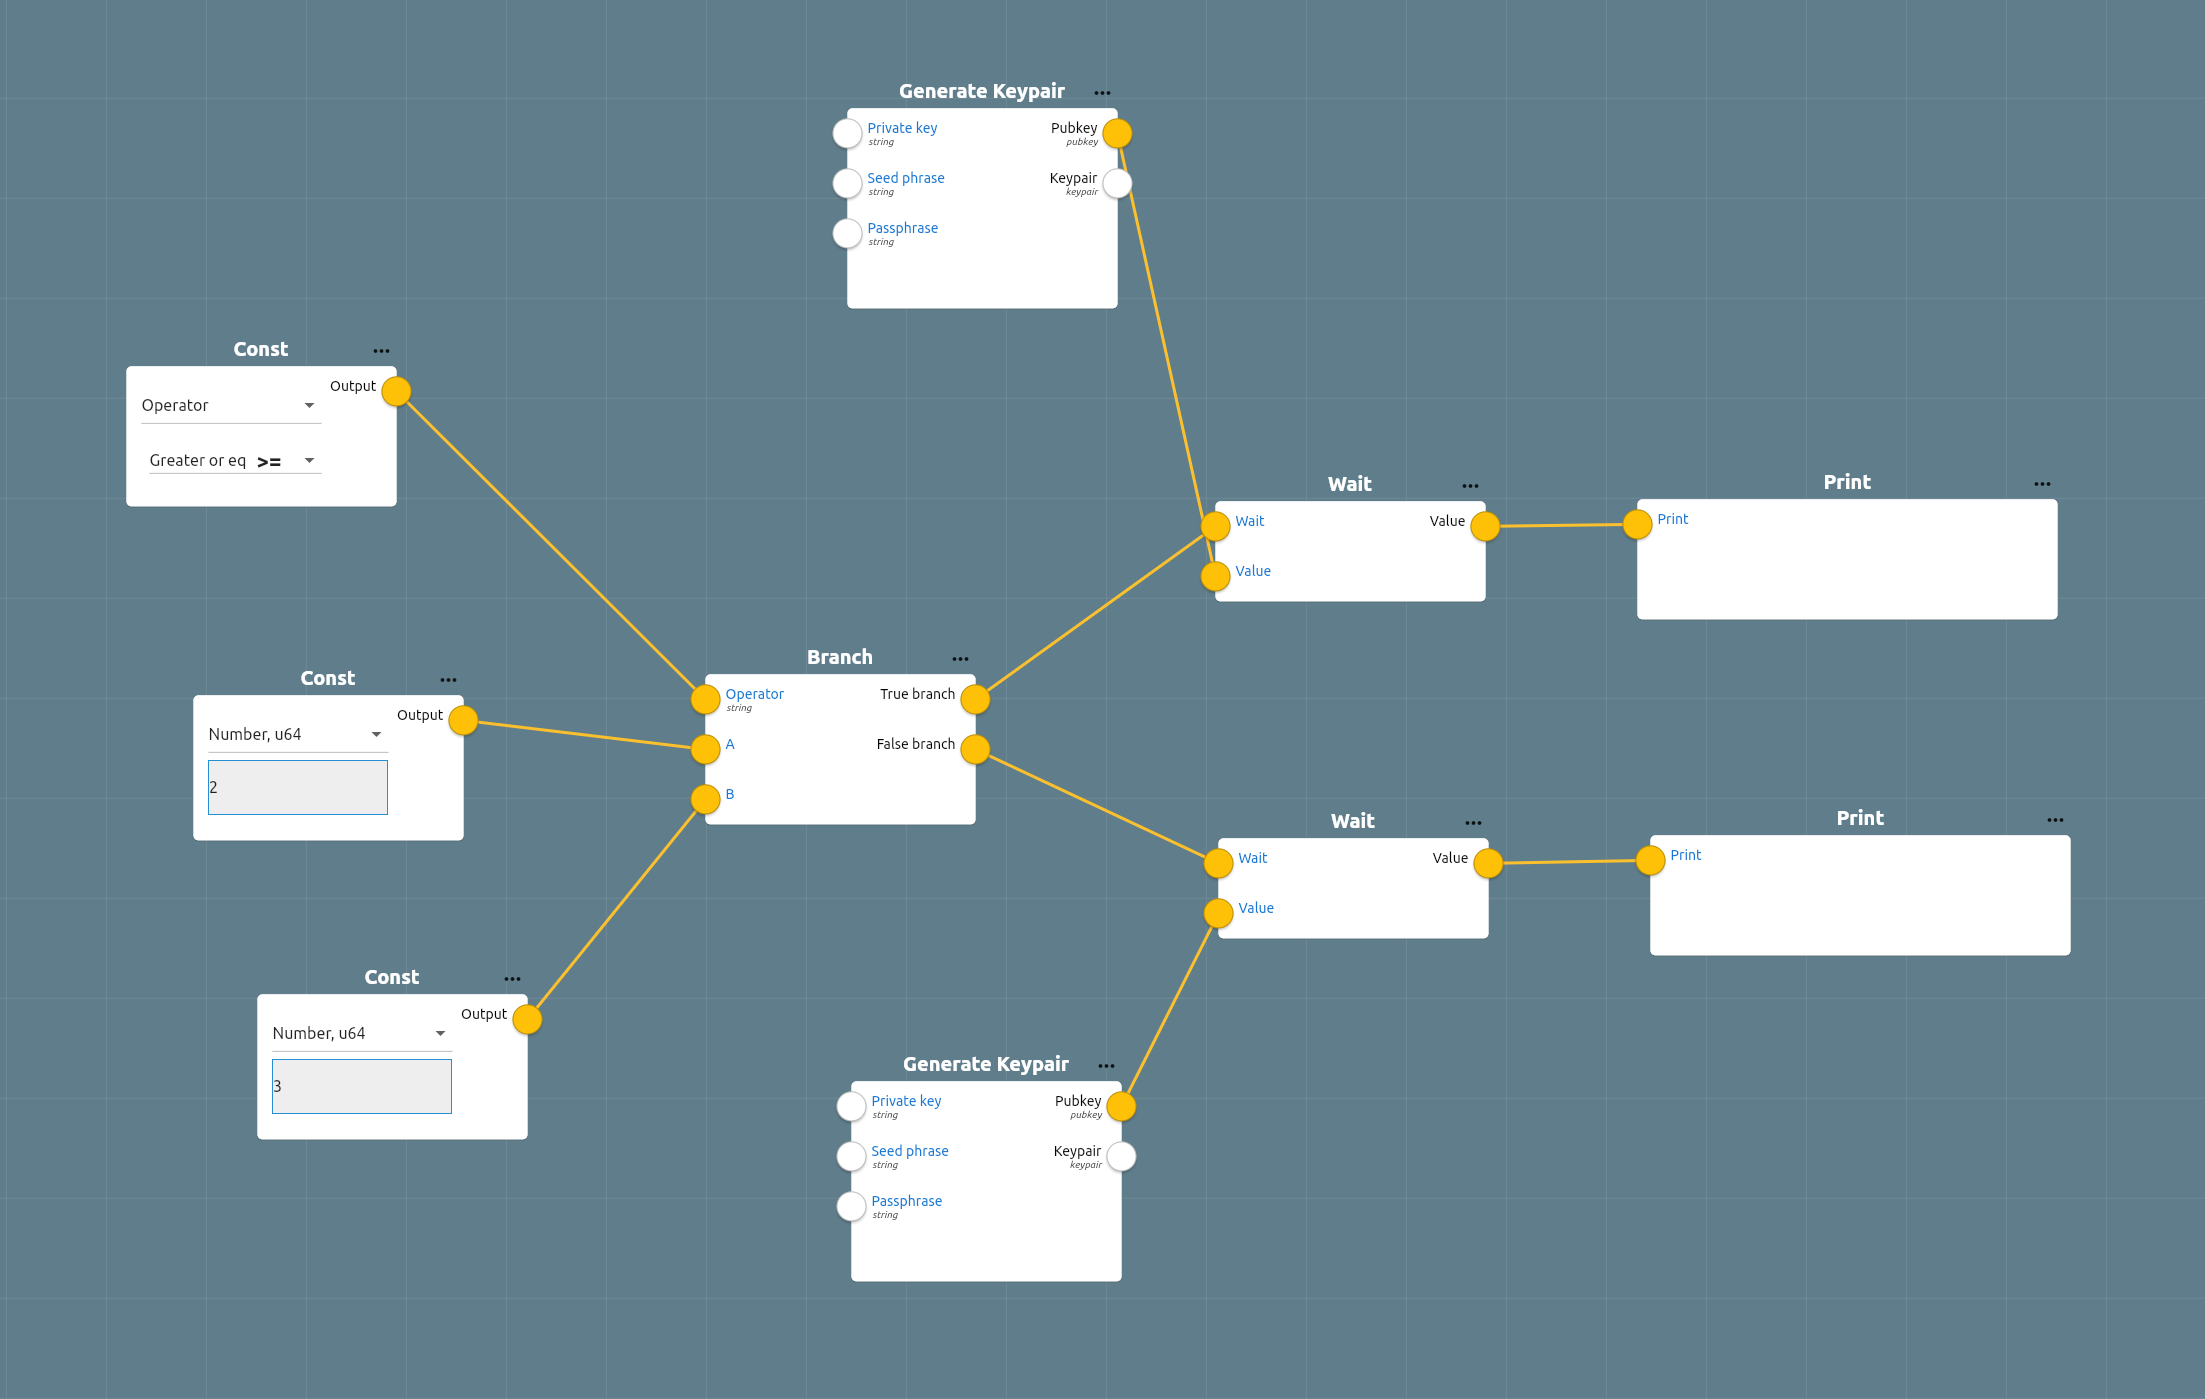 Generate Keypair ...
Private key
string
Pubkey
pubkey
Seed phrase
string
Keypair
keypair
Passphrase
string
Const ...
Output
Operator
Greater or eq >=
Wait ...
Wait
Value
Value
Print ...
Print
Branch ...
Operator
string
True branch
A
False branch
B
Const ...
Output
Number, u64
2
Wait ...
Wait
Value
Value
Print ...
Print
Const ...
Output
Number, u64
3
Generate Keypair ...
Private key
string
Pubkey
pubkey
Seed phrase
string
Keypair
keypair
Passphrase
string